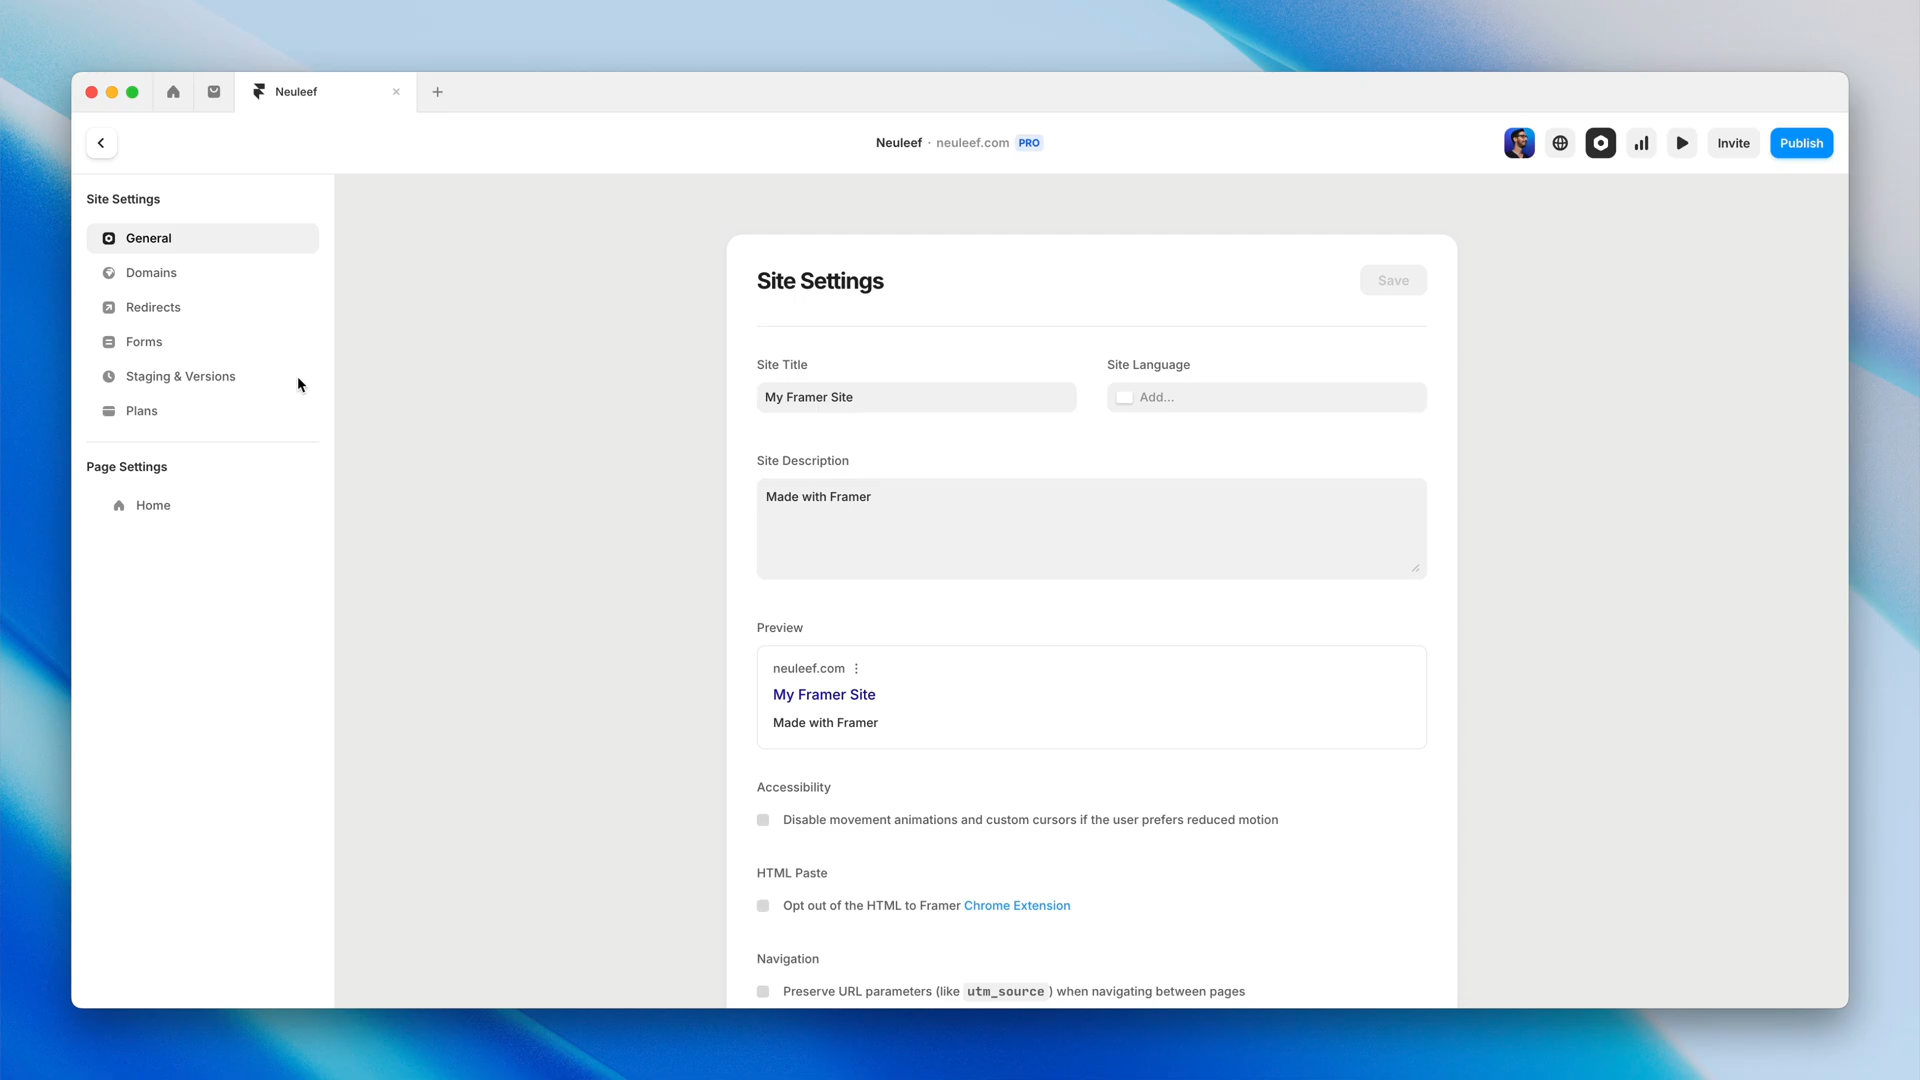 Neuleef
Neuleef · neuleef.com PRO
Invite
Publish
Site Settings
General
Domains
Redirects
Forms
Staging & Versions
Plans
Page Settings
Home
Site Settings
Save
Site Title
Site Language
My Framer Site
Add...
Site Description
Made with Framer
Preview
neuleef.com
My Framer Site
Made with Framer
Accessibility
Disable movement animations and custom cursors if the user prefers reduced motion
HTML Paste
Opt out of the HTML to Framer Chrome Extension
Navigation
Preserve URL parameters (like utm_source) when navigating between pages